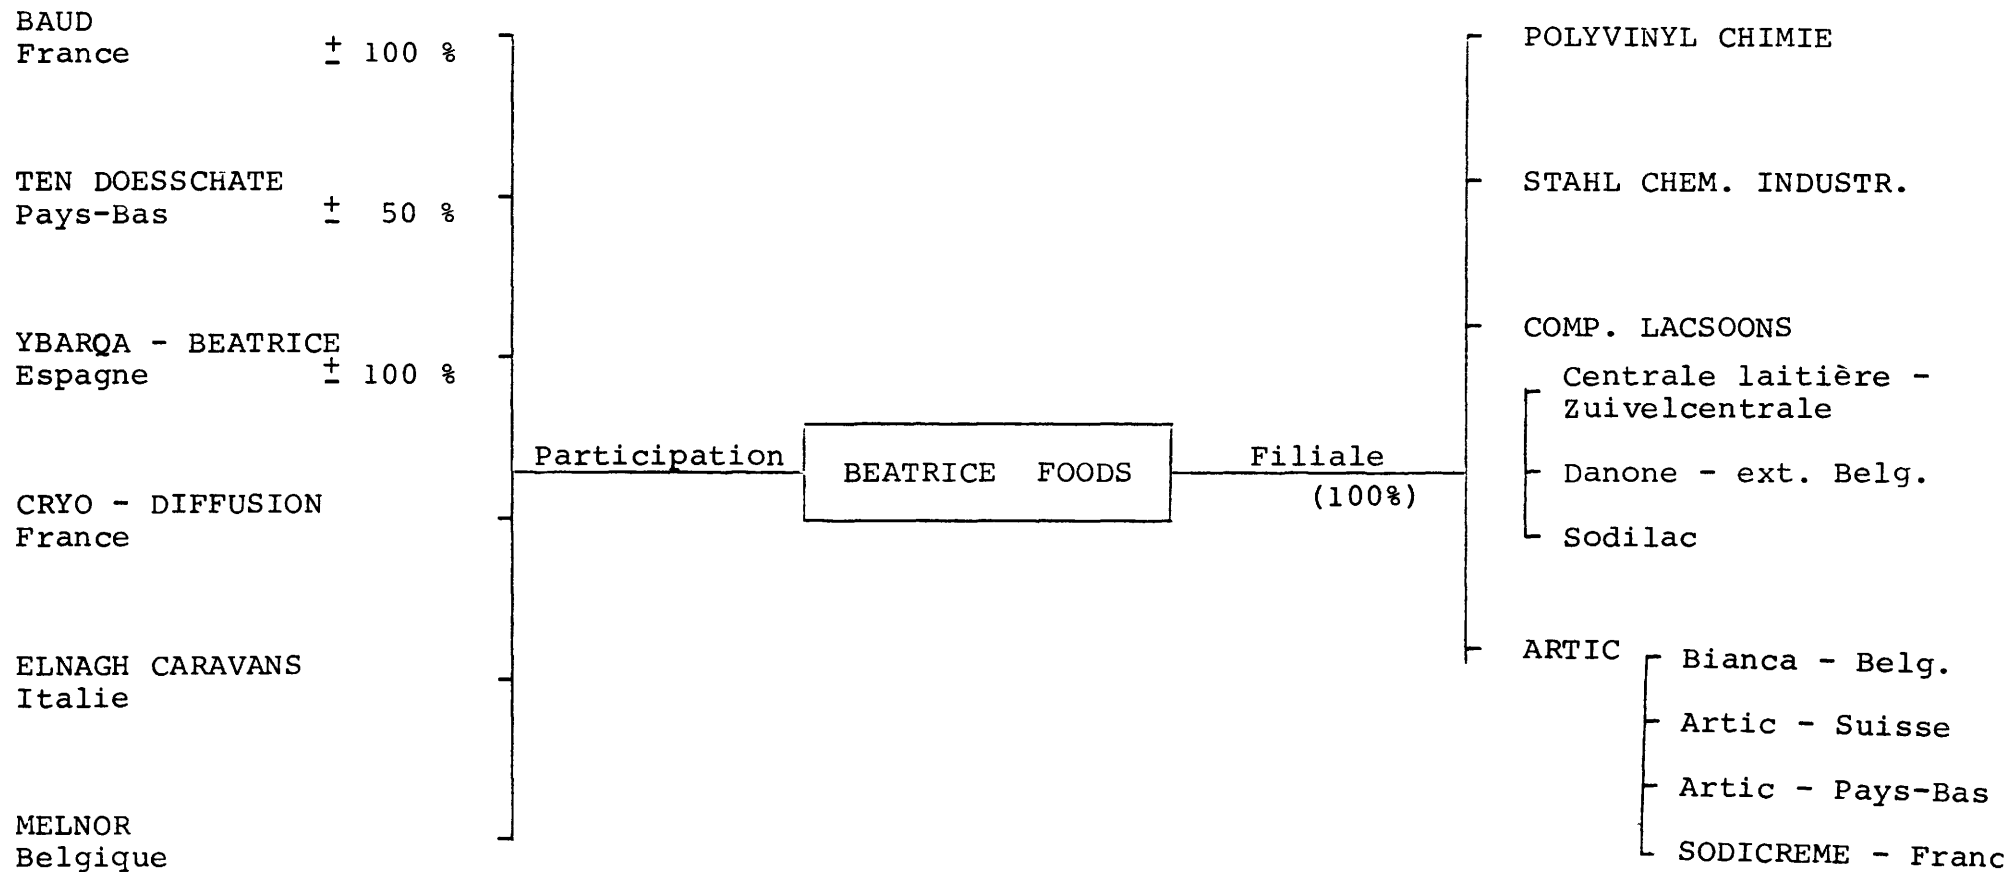 BAUD
France ± 100 %
TEN DOESSCHATE
Pays-Bas ± 50 %
YBARQA - BEATRICE
Espagne ± 100 %
CRYO - DIFFUSION
France
ELNAGH CARAVANS
Italie
MELNOR
Belgique
Participation
BEATRICE FOODS
Filiale
(100%)
POLYVINYL CHIMIE
STAHL CHEM. INDUSTR.
COMP. LACSOONS
Centrale laitière -
Zuivelcentrale
Danone - ext. Belg.
Sodilac
ARTIC
Bianca - Belg.
Artic - Suisse
Artic - Pays-Bas
SODICREME - Franc